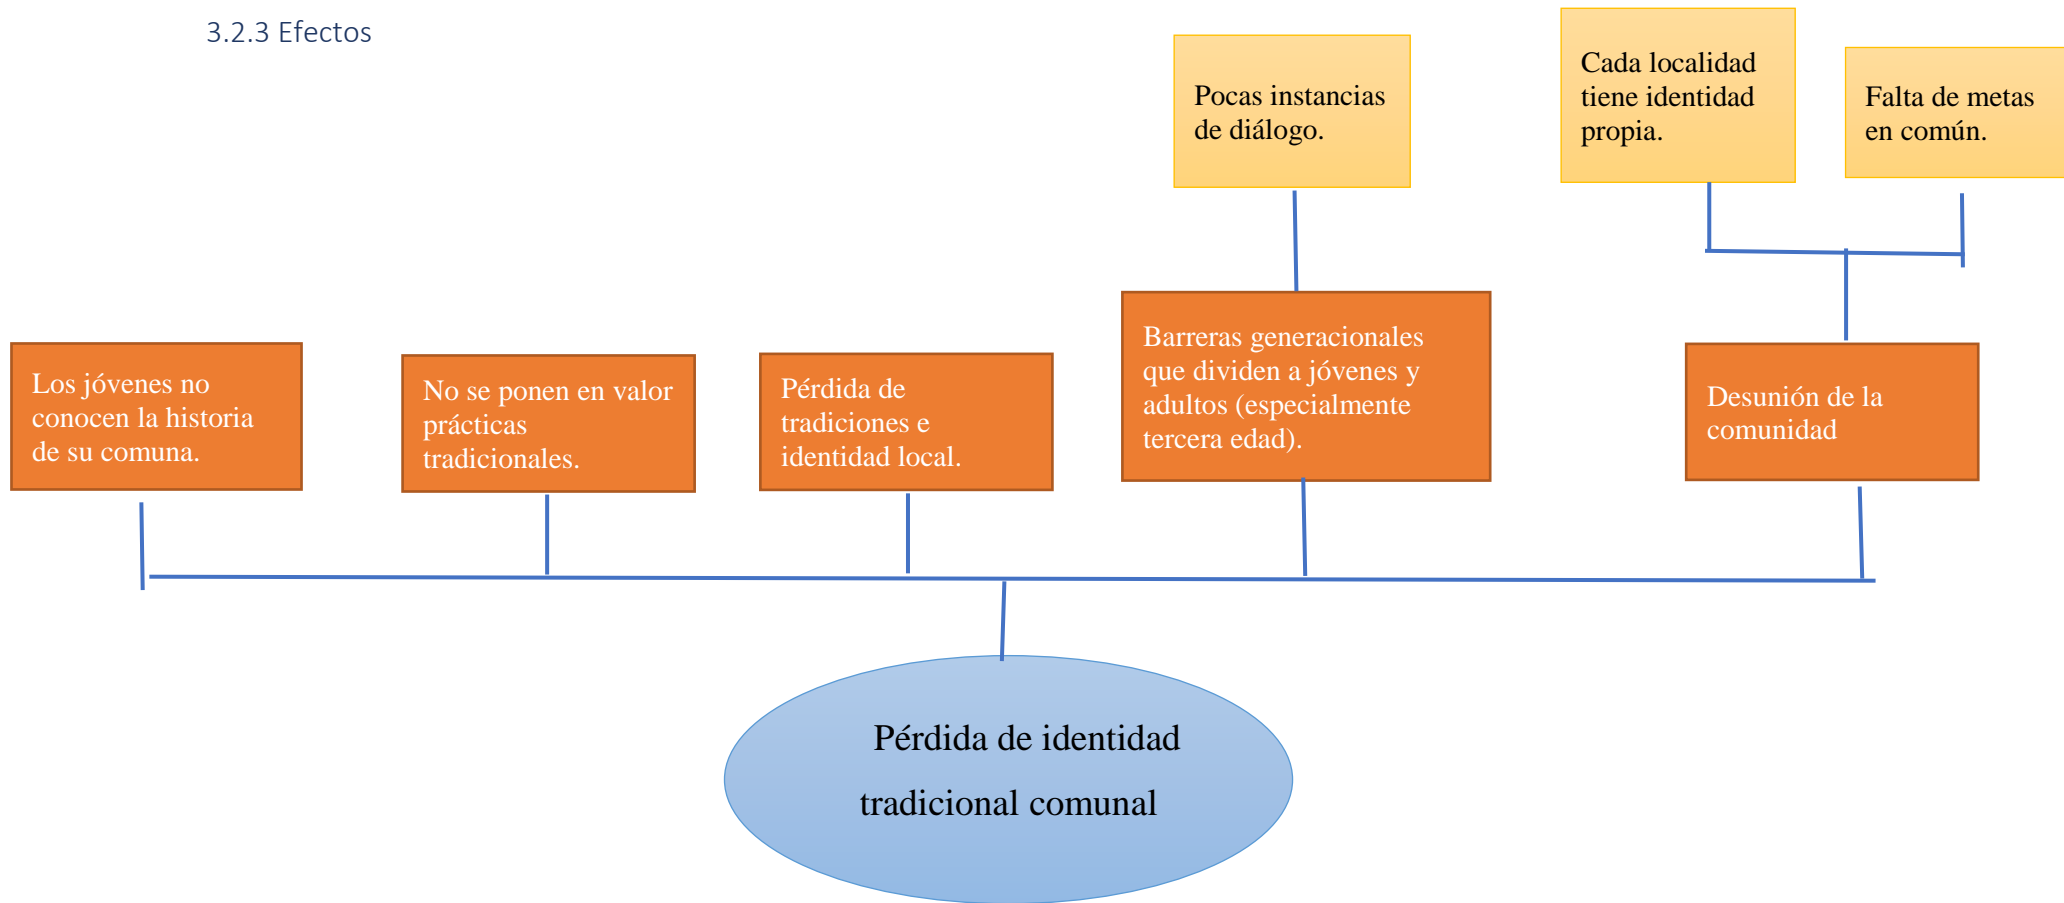 3.2.3 Efectos
Pocas instancias
de diálogo.
Cada localidad
tiene identidad
propia.
Falta de metas
en común.
Los jóvenes no
conocen la historia
de su comuna.
No se ponen en valor
prácticas
tradicionales.
Pérdida de
tradiciones e
identidad local.
Barreras generacionales
que dividen a jóvenes y
adultos (especialmente
tercera edad).
Desunión de la
comunidad
Pérdida de identidad
tradicional comunal